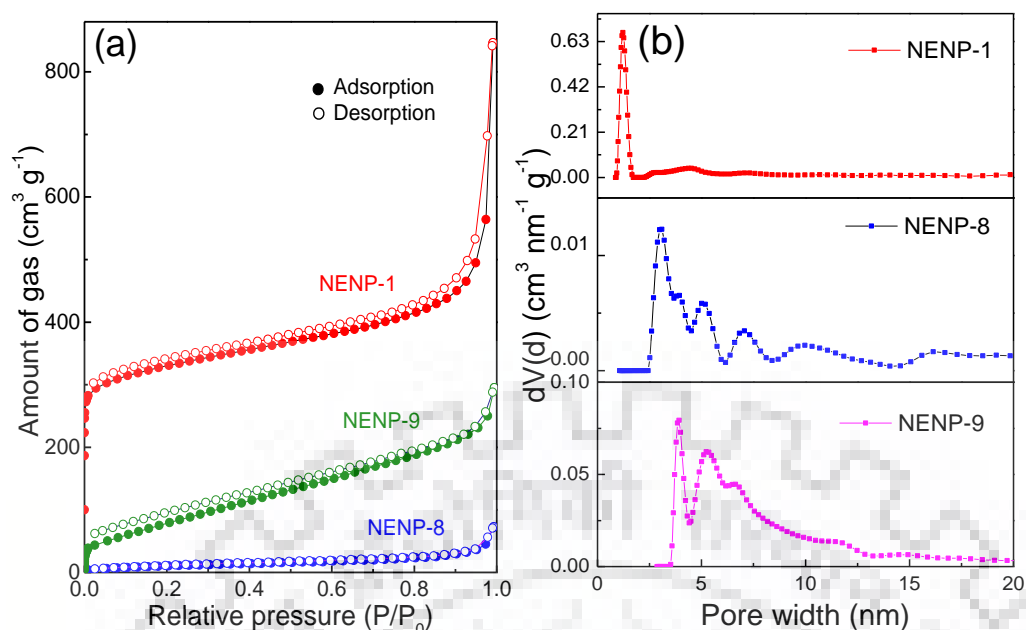 (a)
Adsorption
Desorption
NENP-1
NENP-9
NENP-8
Amount of gas (cm³ g⁻¹)
800
600
400
200
0
0.0 0.2 0.4 0.6 0.8 1.0
Relative pressure (P/P₀)
(b)
NENP-1
0.63
0.42
0.21
0.00
NENP-8
0.01
0.00
NENP-9
0.10
0.05
0.00
dV(d) (cm³ nm⁻¹ g⁻¹)
0 5 10 15 20
Pore width (nm)